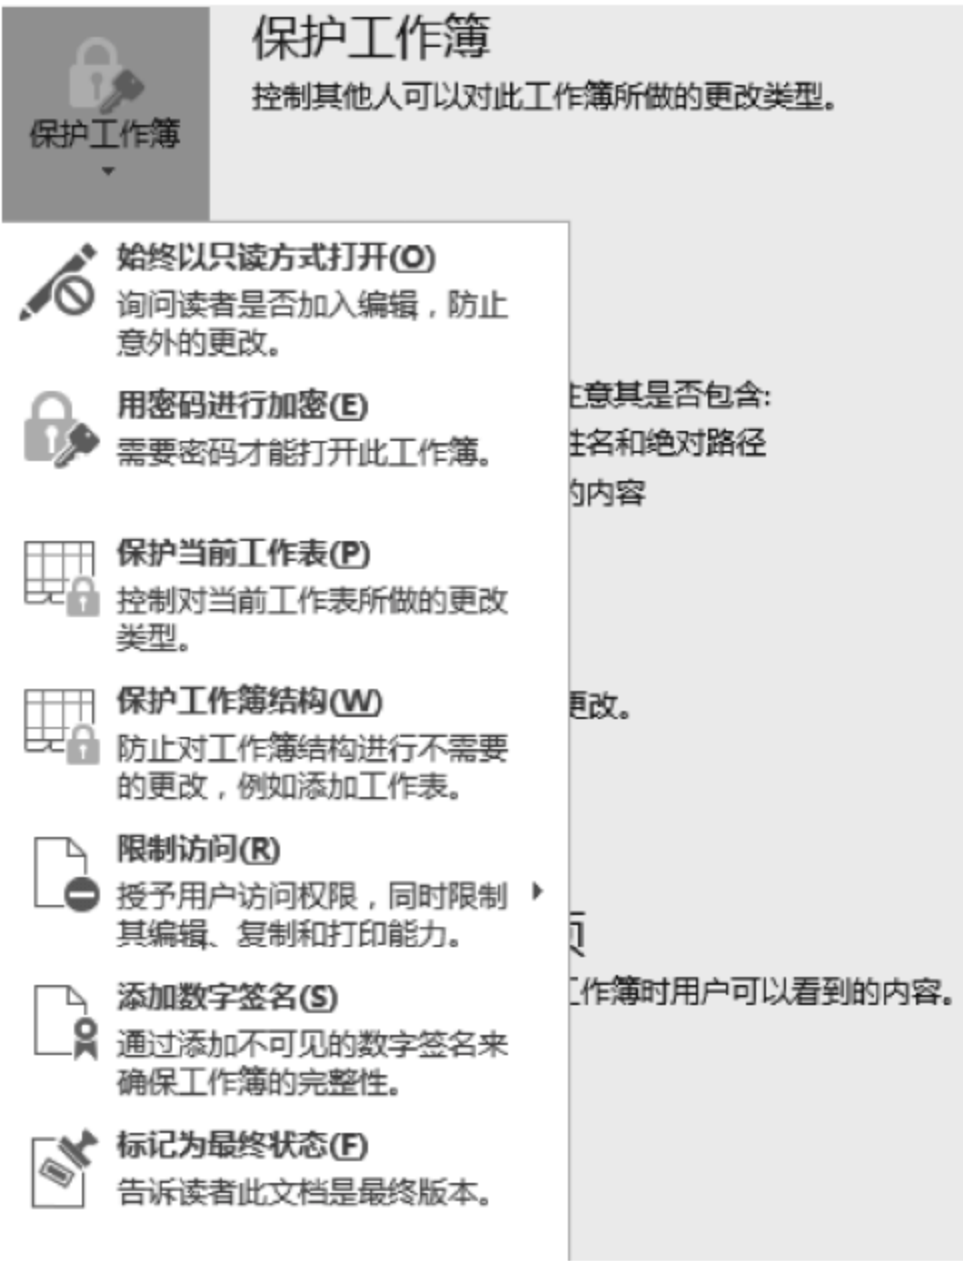 保护工作簿
控制其他人可以对此工作簿所做的更改类型。
保护工作簿
始终以只读方式打开(O)
询问读者是否加入编辑，防止
意外的更改。
用密码进行加密(E)
需要密码才能打开此工作簿。
保护当前工作表(P)
控制对当前工作表所做的更改
类型。
保护工作簿结构(W)
防止对工作簿结构进行不需要
的更改，例如添加工作表。
限制访问(R)
授予用户访问权限，同时限制
其编辑、复制和打印能力。
添加数字签名(S)
通过添加不可见的数字签名来
确保工作簿的完整性。
标记为最终状态(F)
告诉读者此文档是最终版本。
意其是否包含:
名和绝对路径
内容
更改。
作簿时用户可以看到的内容。